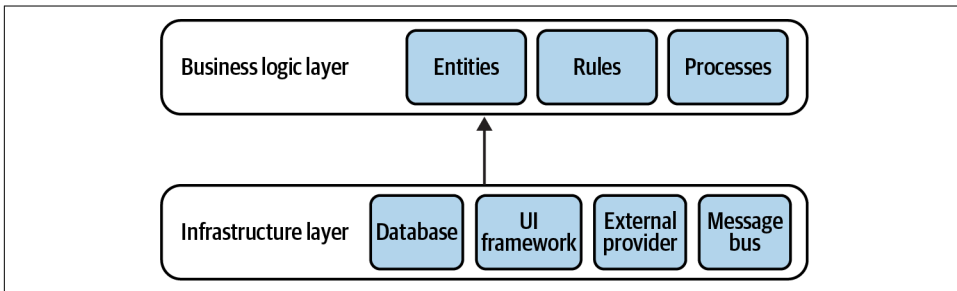 Business logic layer
Entities
Rules
Processes
Infrastructure layer
Database
UI
framework
External
provider
Message
bus